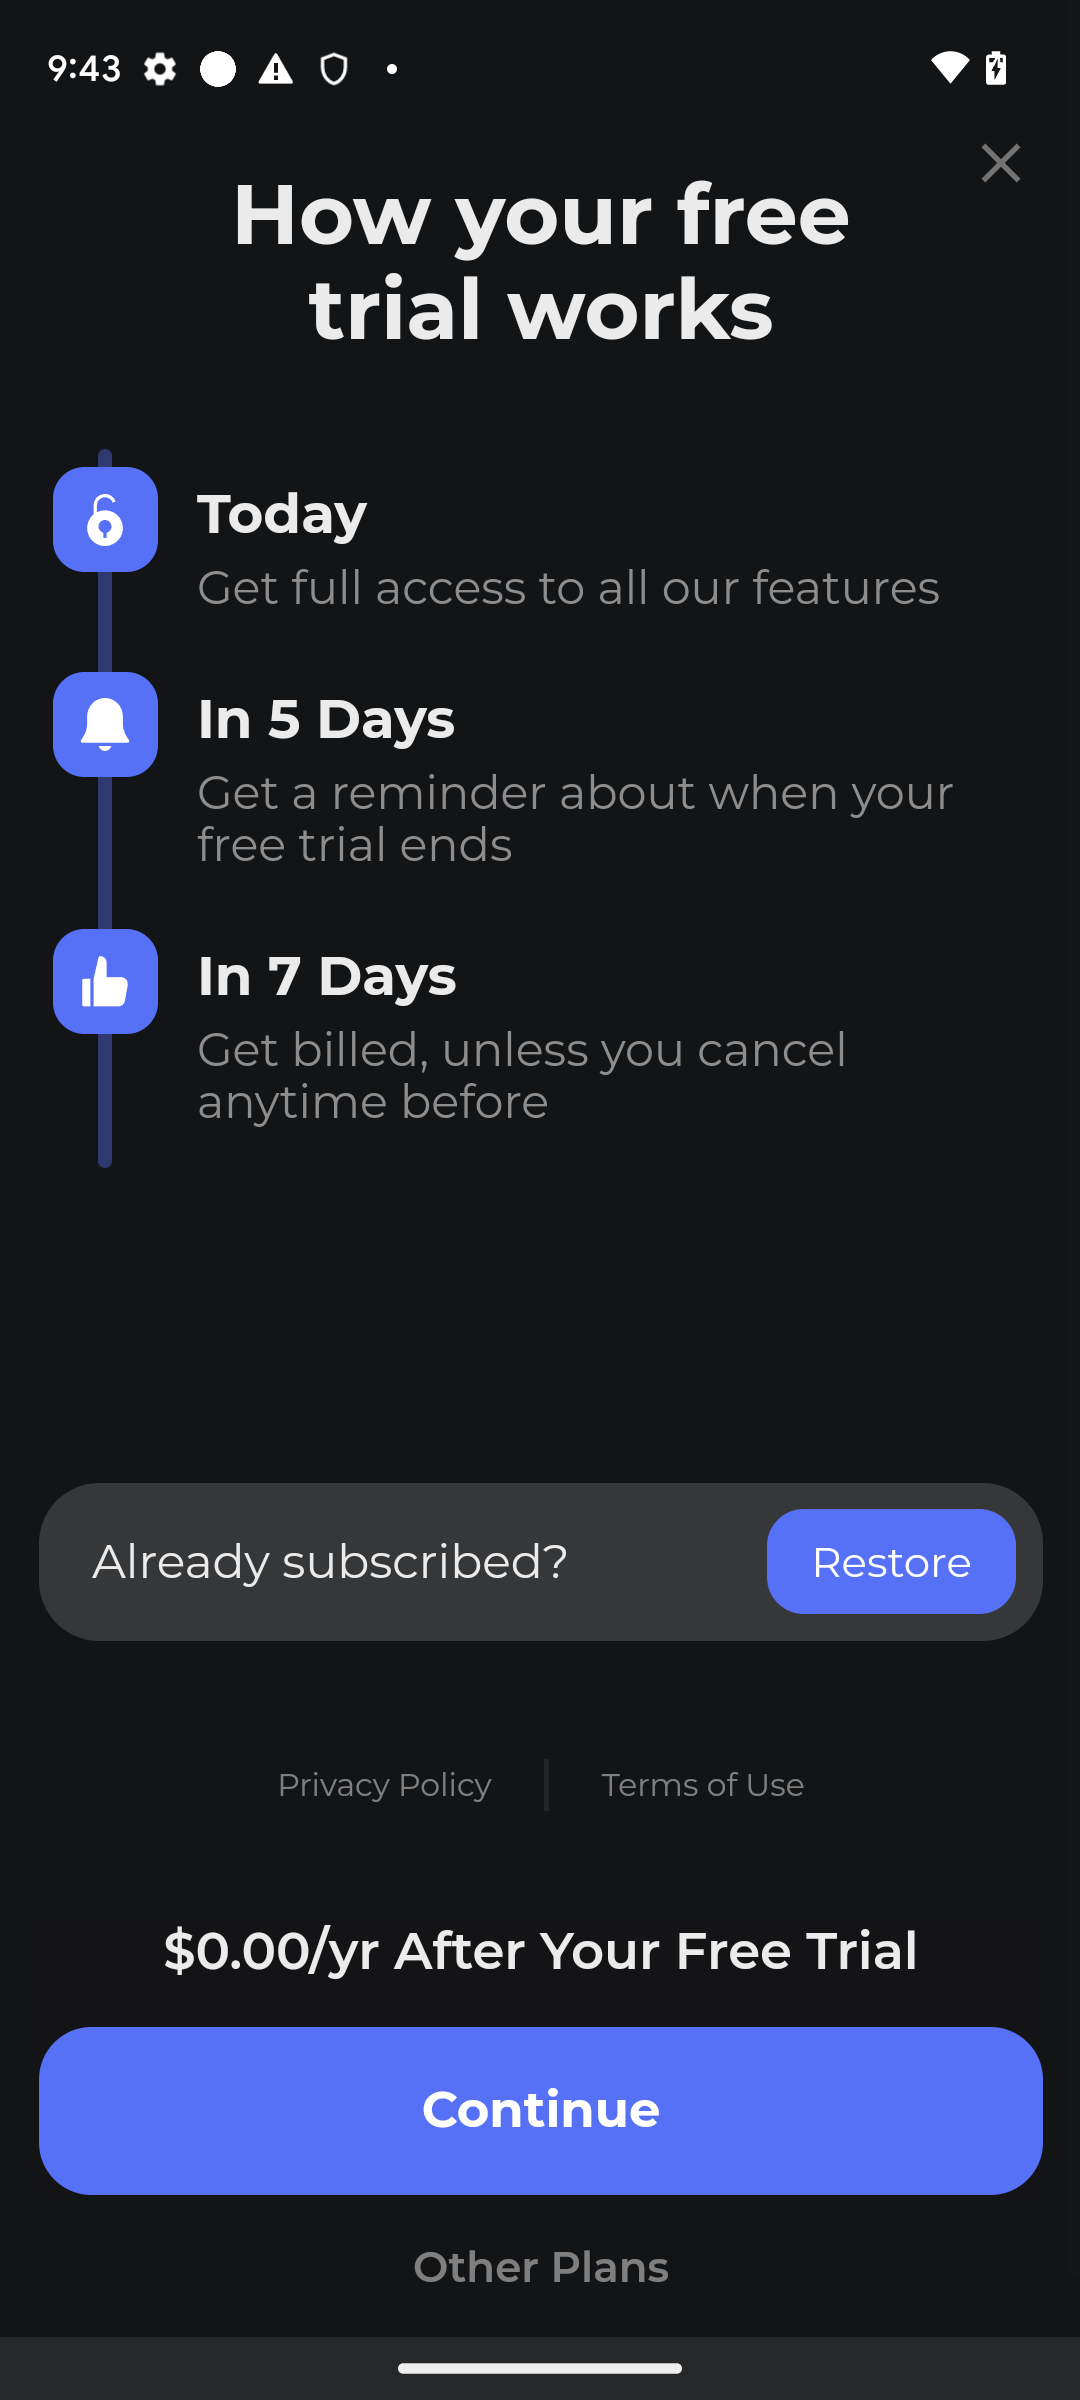 9:43
How your free
trial works
Today
Get full access to all our features
In 5 Days
Get a reminder about when your
free trial ends
In 7 Days
Get billed, unless you cancel
anytime before
Already subscribed?
Restore
Privacy Policy
Terms of Use
$0.00/yr After Your Free Trial
Continue
Other Plans